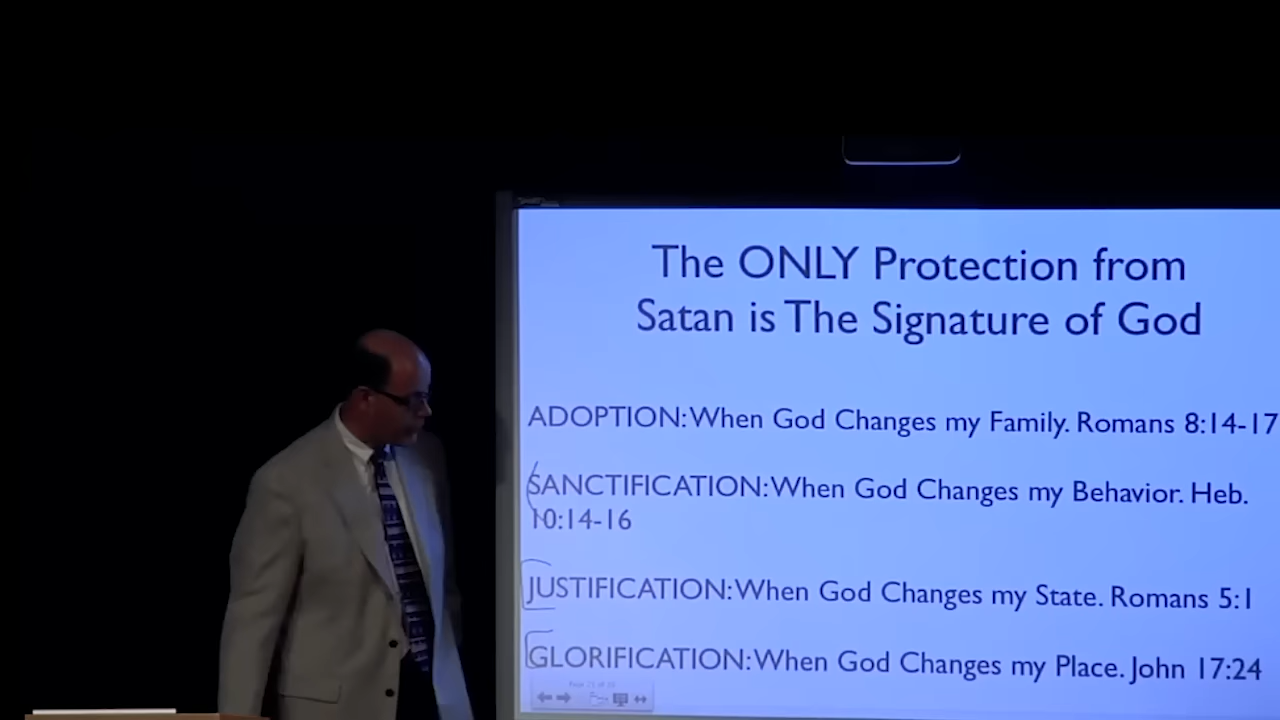 The ONLY Protection from
Satan is The Signature of God
ADOPTION: When God Changes my Family. Romans 8:14-17
SANCTIFICATION: When God Changes my Behavior. Heb.
10:14-16
JUSTIFICATION: When God Changes my State. Romans 5:1
GLORIFICATION: When God Changes my Place. John 17:24